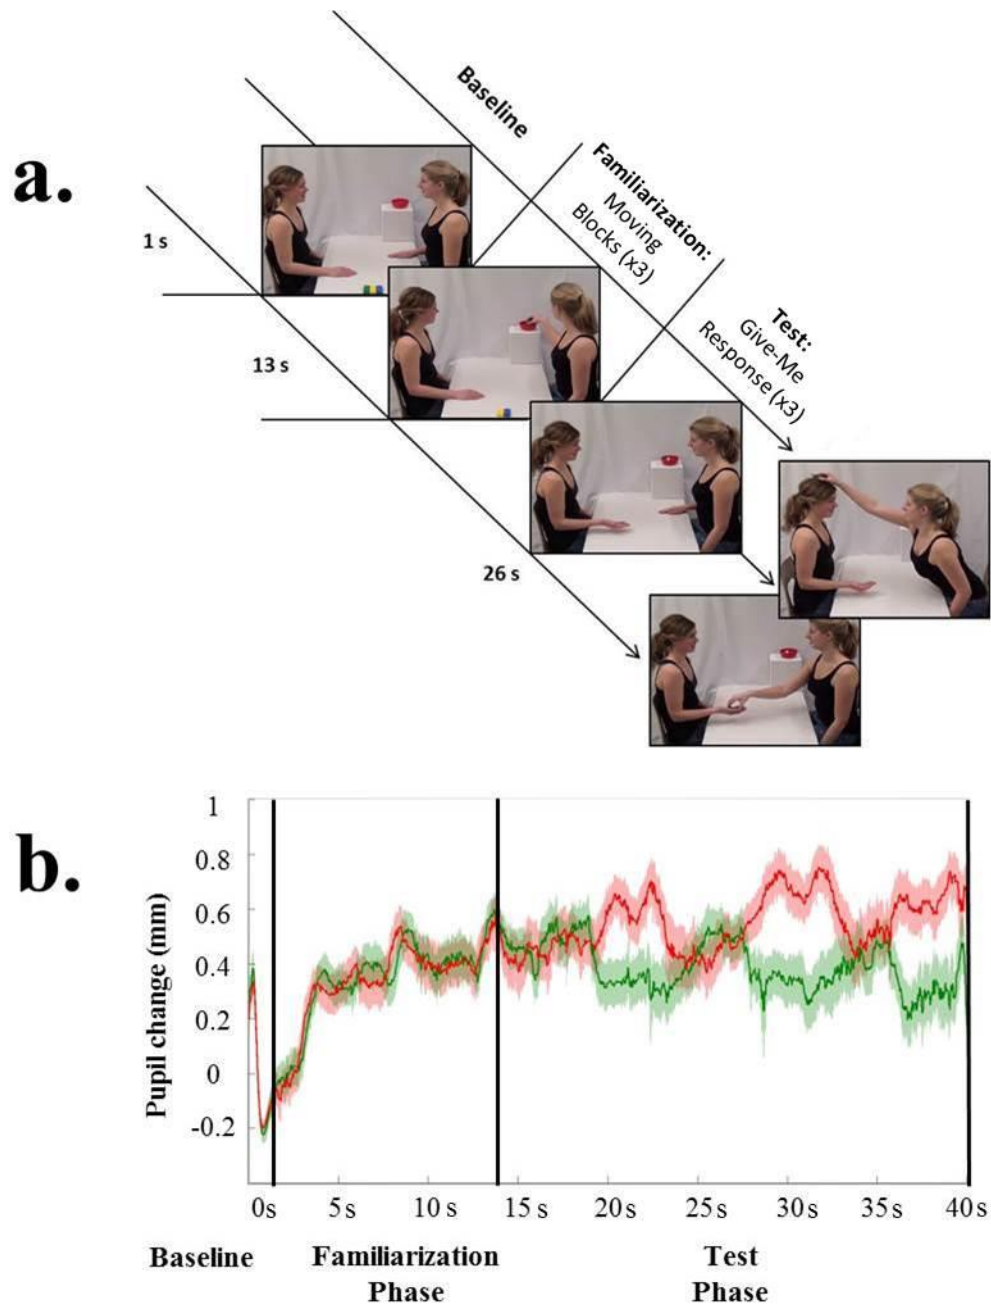 a.
Baseline
Familiarization:
Moving
Blocks (x3)
Test:
Give-Me
Response (x3)
1 s
13 s
26 s
b.
Pupil change (mm)
1
0.8
0.6
0.4
0.2
0
-0.2
0s 5s 10 s 15 s 20 s 25 s 30 s 35 s 40 s
Baseline Familiarization Test
Phase Phase